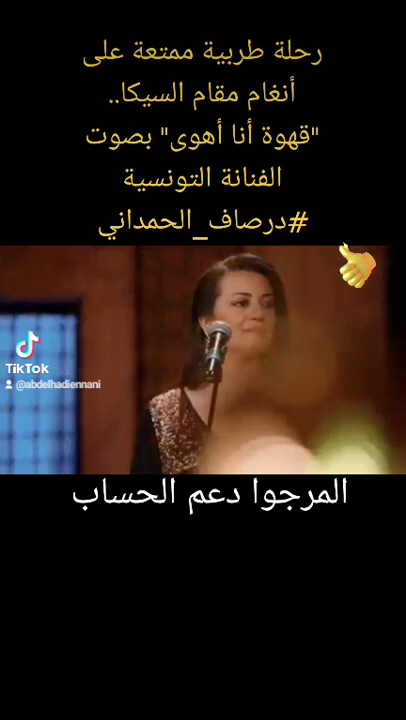 رحلة طربية ممتعة على
أنغام مقام السيكا..
"قهوة أنا أهوى" بصوت
الفنانة التونسية
#درصاف_الحمداني
TikTok
@abdelhadiennani
المرجوا دعم الحساب